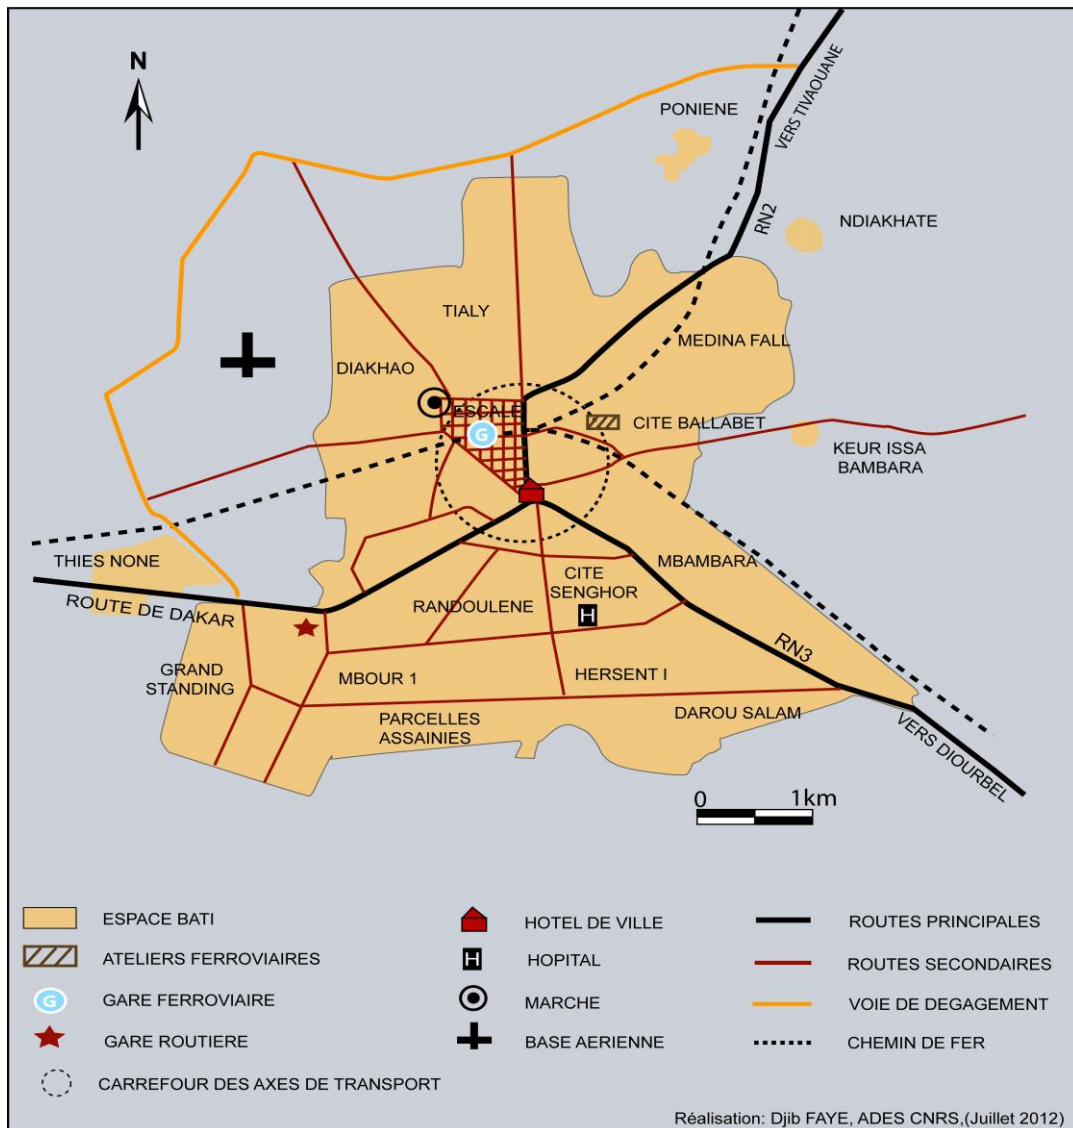 N
PONIENE
VERS TIVAOUANE
RN2
NDIAKHATE
TIALY
MEDINA FALL
DIAKHAO
ESCALE
G
CITE BALLABET
KEUR ISSA
BAMBARA
THIES NONE
MBAMBARA
CITE
SENGHOR
ROUTE DE DAKAR
RANDOULENE
H
RN3
GRAND
STANDING
MBOUR 1
HERSENT I
PARCELLES
ASSAINIES
DAROU SALAM
VERS DIOURBEL
0 1km
ESPACE BATI
ATELIERS FERROVIAIRES
G GARE FERROVIAIRE
GARE ROUTIERE
CARREFOUR DES AXES DE TRANSPORT
HOTEL DE VILLE
H HOPITAL
MARCHE
BASE AERIENNE
ROUTES PRINCIPALES
ROUTES SECONDAIRES
VOIE DE DEGAGEMENT
CHEMIN DE FER
Réalisation: Djib FAYE, ADES CNRS,(Juillet 2012)